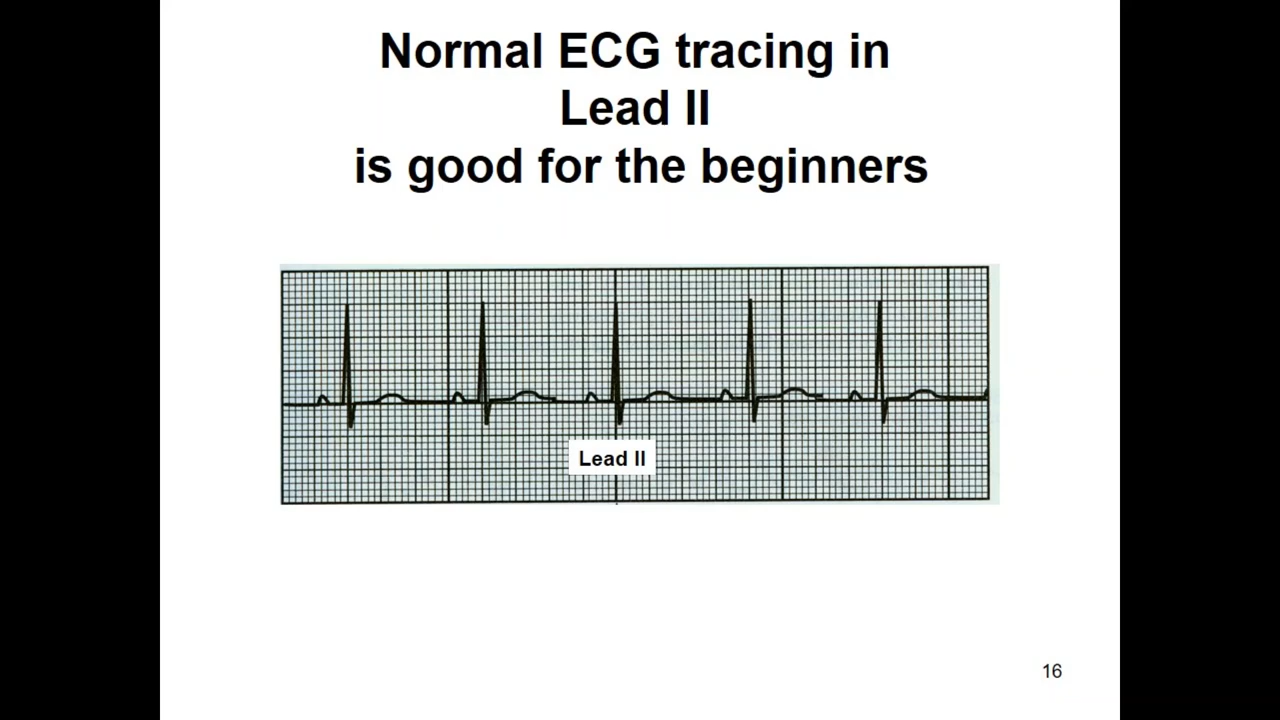 Normal ECG tracing in
Lead II
is good for the beginners
Lead II
16